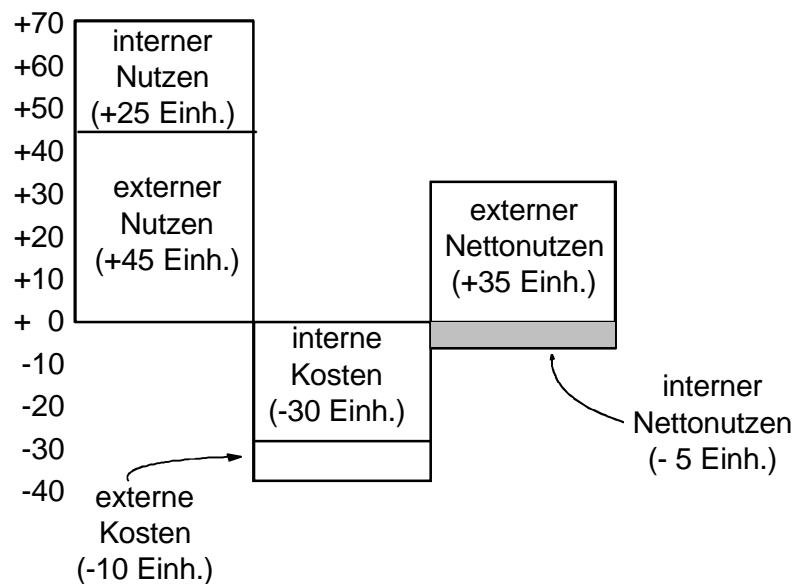 +70
+60
+50
+40
+30
+20
+10
+ 0
-10
-20
-30
-40
interner
Nutzen
(+25 Einh.)
externer
Nutzen
(+45 Einh.)
interne
Kosten
(-30 Einh.)
externe
Kosten
(-10 Einh.)
externer
Nettonutzen
(+35 Einh.)
interner
Nettonutzen
(- 5 Einh.)